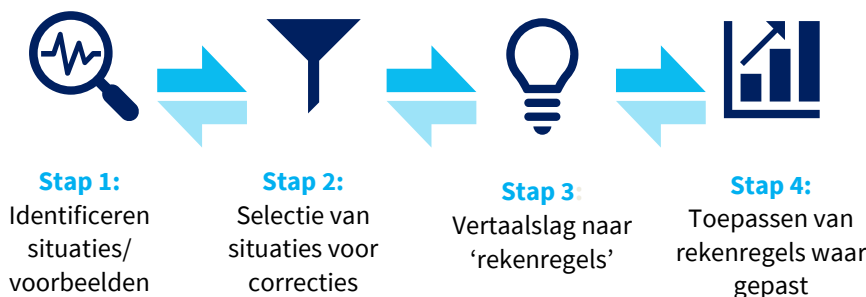 Stap 1:
Identificeren
situaties/
voorbeelden
Stap 2:
Selectie van
situaties voor
correcties
Stap 3:
Vertaalslag naar
‘rekenregels’
Stap 4:
Toepassen van
rekenregels waar
gepast